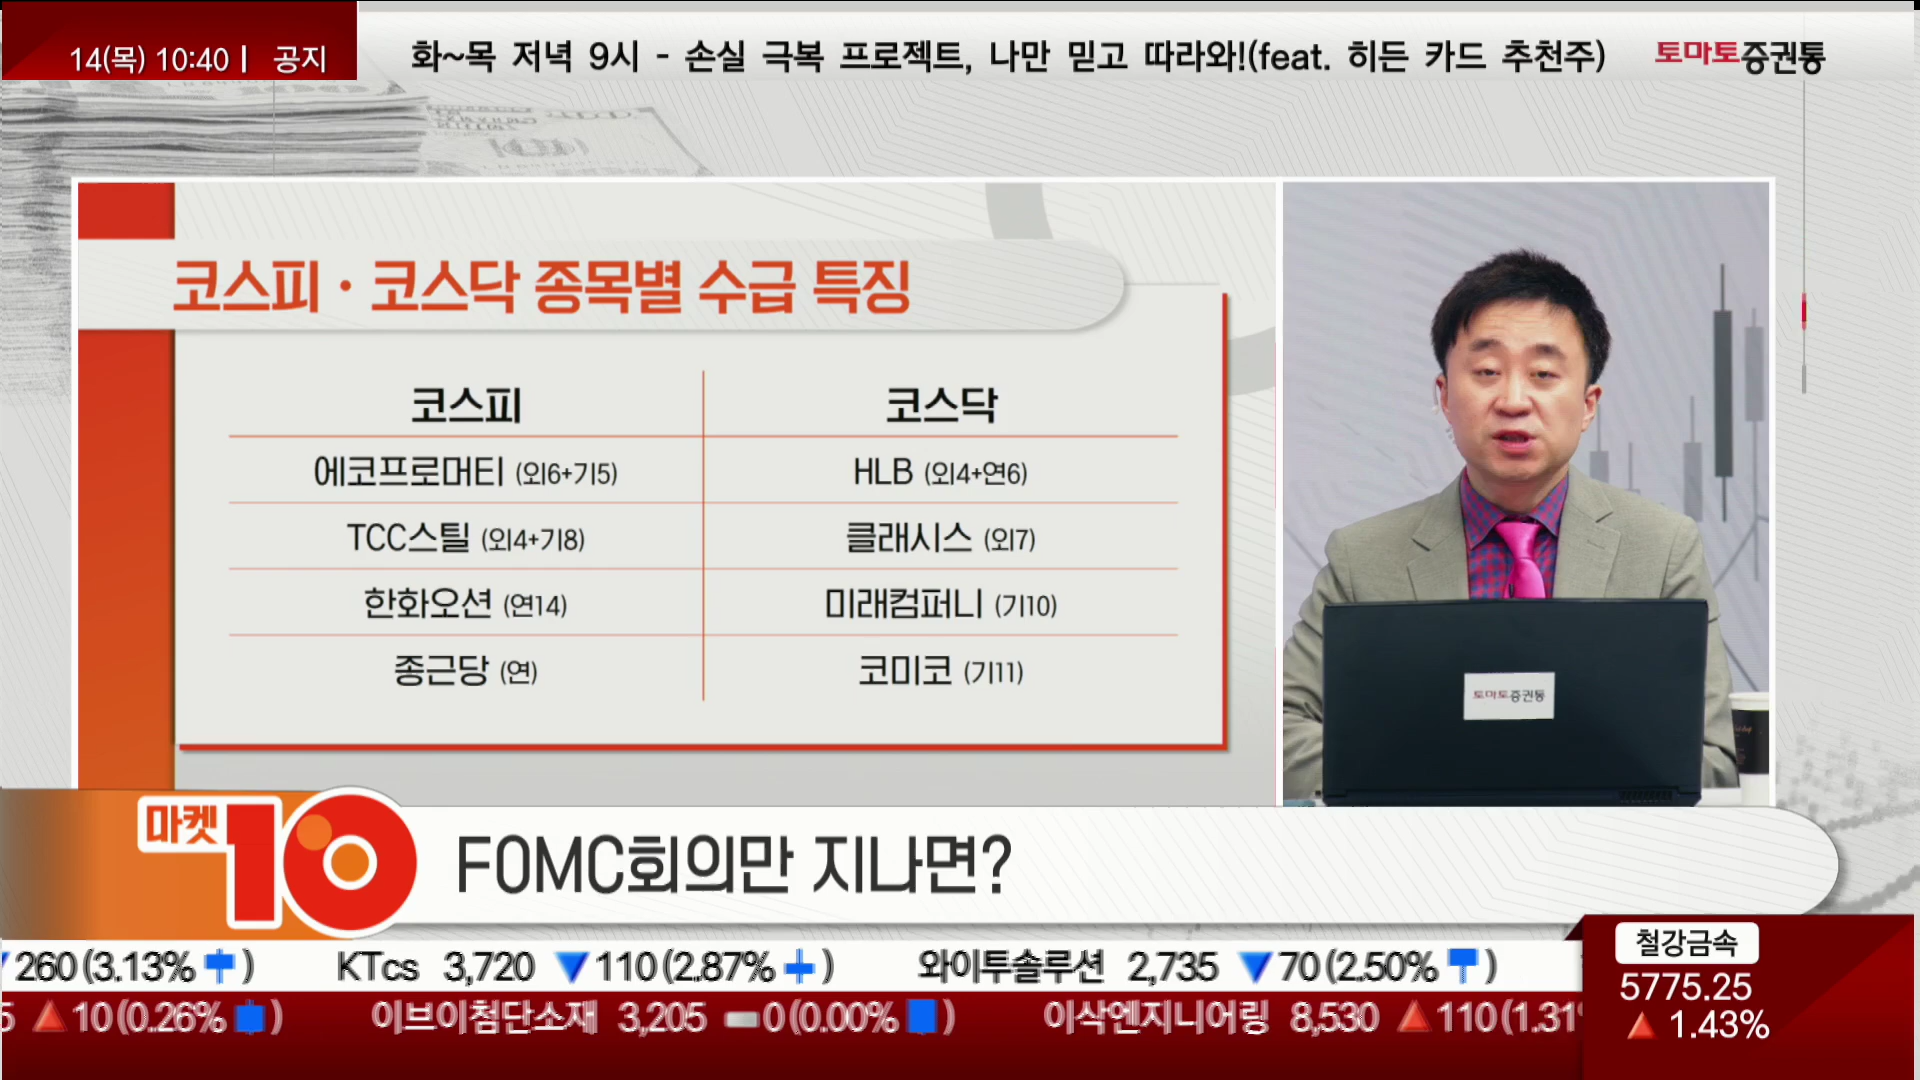 14(목) 10:40 | 공지
화~목 저녁 9시 - 손실 극복 프로젝트, 나만 믿고 따라와!(feat. 히든 카드 추천주)
토마토증권통
코스피·코스닥 종목별 수급 특징
코스피 코스닥
에코프로머티 (외6+기5) HLB (외4+연6)
TCC스틸 (외4+기8) 클래시스 (외7)
한화오션 (연14) 미래컴퍼니 (기10)
종근당 (연) 코미코 (기11)
토마토증권통
마켓10
FOMC회의만 지나면?
▼260(3.13%) KTcs 3,720 ▼110(2.87%) 와이투솔루션 2,735 ▼70(2.50%)
5 ▲10(0.26%) 이브이첨단소재 3,205 0(0.00%) 이삭엔지니어링 8,530 ▲110(1.31%
철강금속
5775.25
▲1.43%